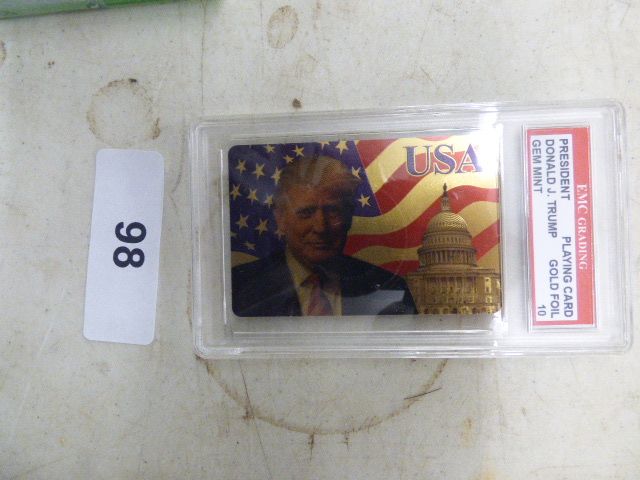 98
USA
EMC GRADING
PRESIDENT PLAYING CARD
DONALD J. TRUMP GOLD FOIL
GEM MINT 10